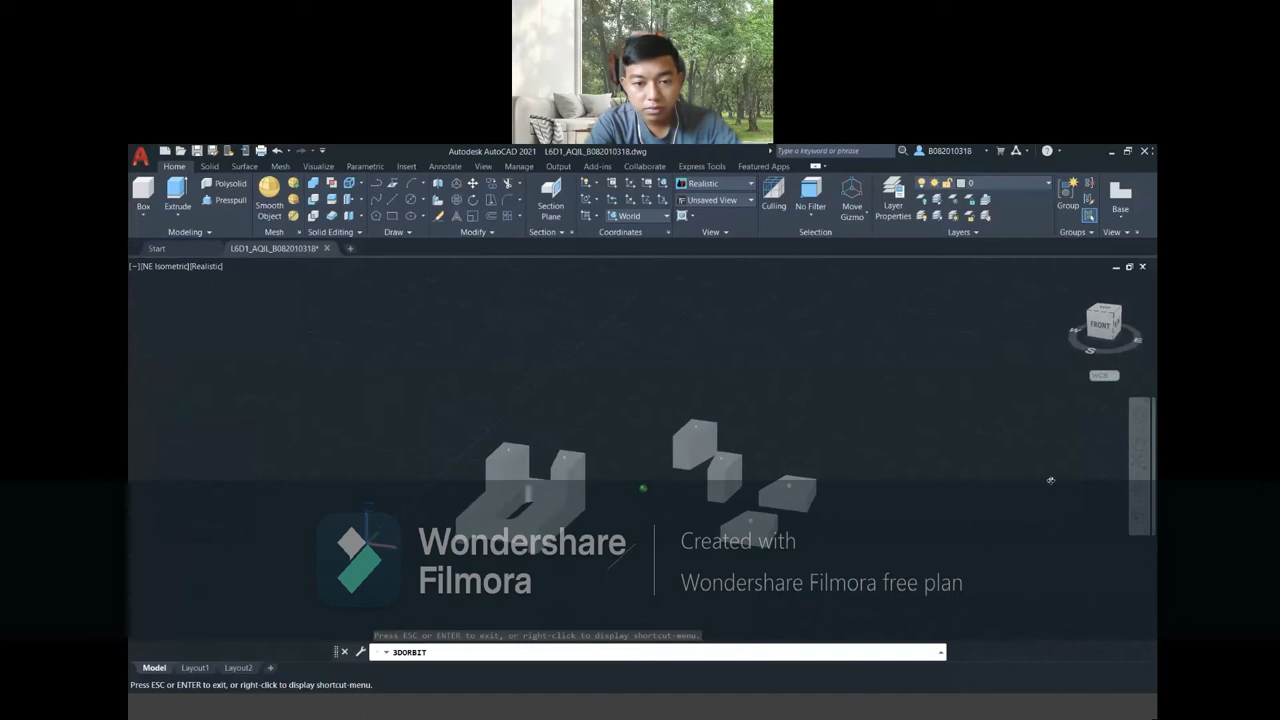 Autodesk AutoCAD 2021 L6D1_AQIL_B082010318.dwg
Type a keyword or phrase
B082010318
Home Solid Surface Mesh Visualize Parametric Insert Annotate View Manage Output Add-ins Collaborate Express Tools Featured Apps
Box
Extrude
Polysolid
Presspull
Smooth
Object
Section
Plane
World
Realistic
Unsaved View
Culling
No Filter
Move
Gizmo
Layer
Properties
0
Group
Base
Modeling
Mesh
Solid Editing
Draw
Modify
Section
Coordinates
View
Selection
Layers
Groups
View
Start
L6D1_AQIL_B082010318*
[−][NE Isometric][Realistic]
TOP
FRONT
S
E
WCS
Wondershare
Filmora
Created with
Wondershare Filmora free plan
Press ESC or ENTER to exit, or right-click to display shortcut-menu.
3DORBIT
Model Layout1 Layout2
Press ESC or ENTER to exit, or right-click to display shortcut-menu.